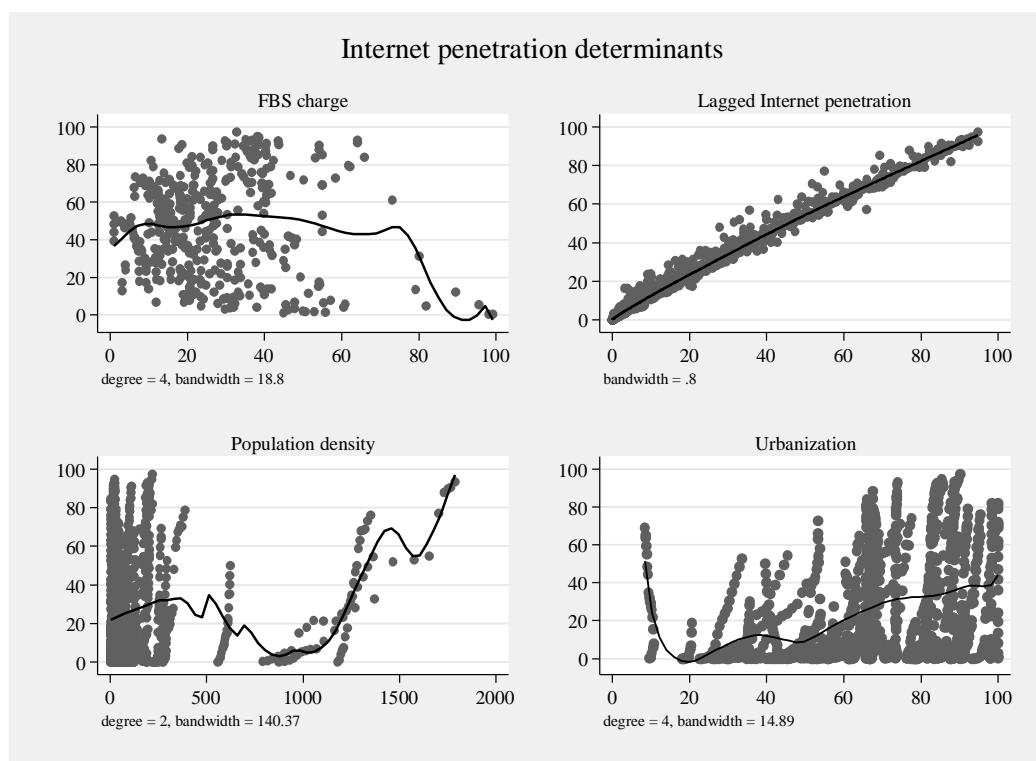 Internet penetration determinants
FBS charge
100
80
60
40
20
0
0 20 40 60 80 100
degree = 4, bandwidth = 18.8
Lagged Internet penetration
100
80
60
40
20
0
0 20 40 60 80 100
bandwidth = .8
Population density
100
80
60
40
20
0
0 500 1000 1500 2000
degree = 2, bandwidth = 140.37
Urbanization
100
80
60
40
20
0
0 20 40 60 80 100
degree = 4, bandwidth = 14.89